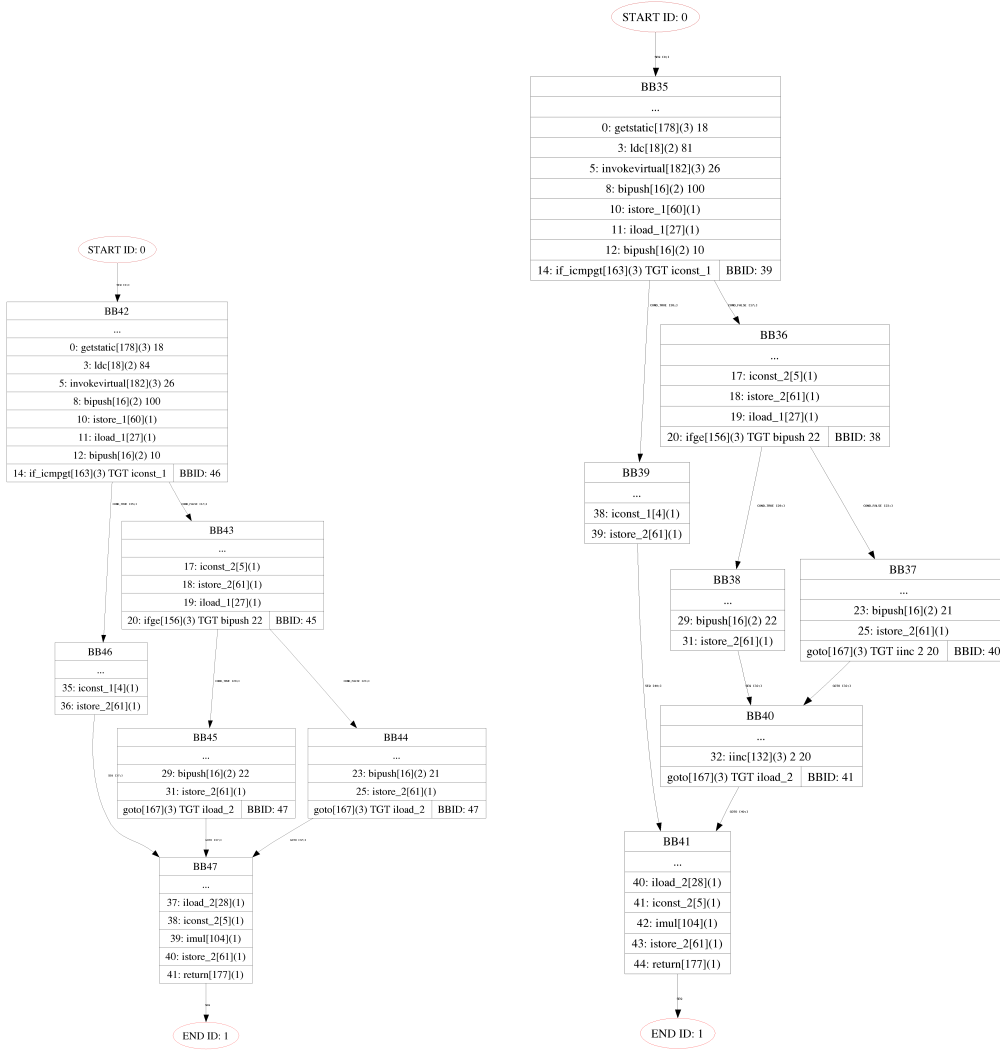 START ID: 0
BB42
...
0: getstatic[178](3) 18
3: ldc[18](2) 84
5: invokevirtual[182](3) 26
8: bipush[16](2) 100
10: istore_1[60](1)
11: iload_1[27](1)
12: bipush[16](2) 10
14: if_icmpgt[163](3) TGT iconst_1 BBID: 46
BB43
...
17: iconst_2[5](1)
18: istore_2[61](1)
19: iload_1[27](1)
20: ifge[156](3) TGT bipush 22 BBID: 45
BB46
...
35: iconst_1[4](1)
36: istore_2[61](1)
BB45
...
29: bipush[16](2) 22
31: istore_2[61](1)
goto[167](3) TGT iload_2 BBID: 47
BB44
...
23: bipush[16](2) 21
25: istore_2[61](1)
goto[167](3) TGT iload_2 BBID: 47
BB47
...
37: iload_2[28](1)
38: iconst_2[5](1)
39: imul[104](1)
40: istore_2[61](1)
41: return[177](1)
END ID: 1
START ID: 0
BB35
...
0: getstatic[178](3) 18
3: ldc[18](2) 81
5: invokevirtual[182](3) 26
8: bipush[16](2) 100
10: istore_1[60](1)
11: iload_1[27](1)
12: bipush[16](2) 10
14: if_icmpgt[163](3) TGT iconst_1 BBID: 39
BB36
...
17: iconst_2[5](1)
18: istore_2[61](1)
19: iload_1[27](1)
20: ifge[156](3) TGT bipush 22 BBID: 38
BB39
...
38: iconst_1[4](1)
39: istore_2[61](1)
BB38
...
29: bipush[16](2) 22
31: istore_2[61](1)
BB37
...
23: bipush[16](2) 21
25: istore_2[61](1)
goto[167](3) TGT iinc 2 20 BBID: 40
BB40
...
32: iinc[132](3) 2 20
goto[167](3) TGT iload_2 BBID: 41
BB41
...
40: iload_2[28](1)
41: iconst_2[5](1)
42: imul[104](1)
43: istore_2[61](1)
44: return[177](1)
END ID: 1